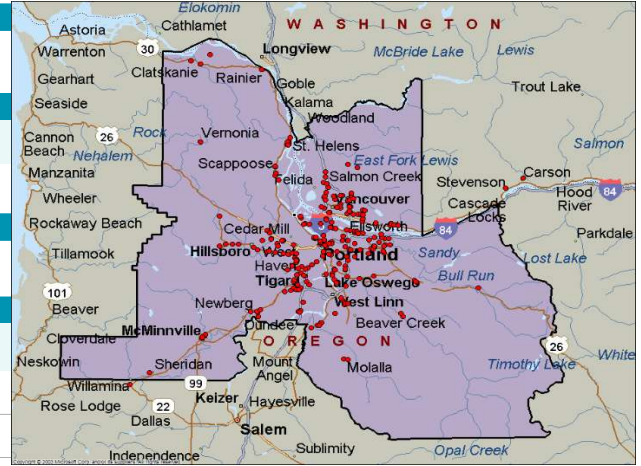 Elokomin
Astoria
Cathlamet
WASHINGTON
Warrenton
30
Longview
McBride Lake
Lewis
Clatskanie
Gearhart
Rainier
Goble
Trout Lake
Seaside
Kalama
Woodland
Cannon
Beach
26
Rock
Vernonia
St. Helens
Salmon
Nehalem
Manzanita
Scappoose
East Fork Lewis
Felida
Salmon Creek
Stevenson
Carson
84
Wheeler
Vancouver
Cascade
Locks
Hood
River
Rockaway Beach
Cedar Mill
Ellsworth
84
Parkdale
Tillamook
Hillsboro
West
Haven
Portland
Sandy
Lost Lake
Tigard
Lake Oswego
Bull Run
101
Newberg
West Linn
Beaver
Dundee
Beaver Creek
McMinnville
Cloverdale
OREGON
26
White
Neskowin
Sheridan
Mount
Angel
Molalla
Timothy Lake
Willamina
99
Rose Lodge
22
Keizer
Hayesville
Dallas
Salem
Independence
Sublimity
Opal Creek